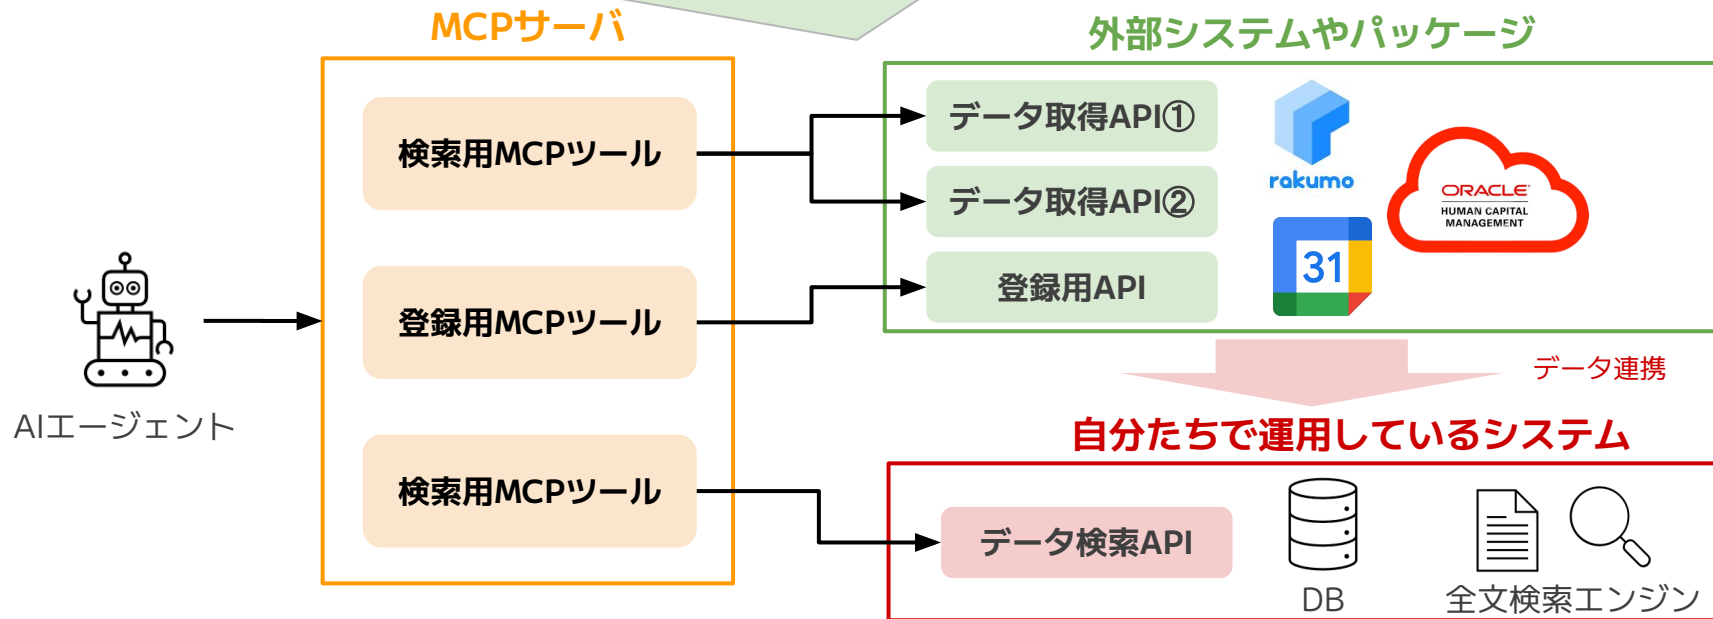 MCPサーバ
外部システムやパッケージ
検索用MCPツール
データ取得API①
データ取得API②
rakumo
ORACLE
HUMAN CAPITAL
MANAGEMENT
登録用MCPツール
登録用API
31
AIエージェント
データ連携
自分たちで運用しているシステム
検索用MCPツール
データ検索API
DB
全文検索エンジン